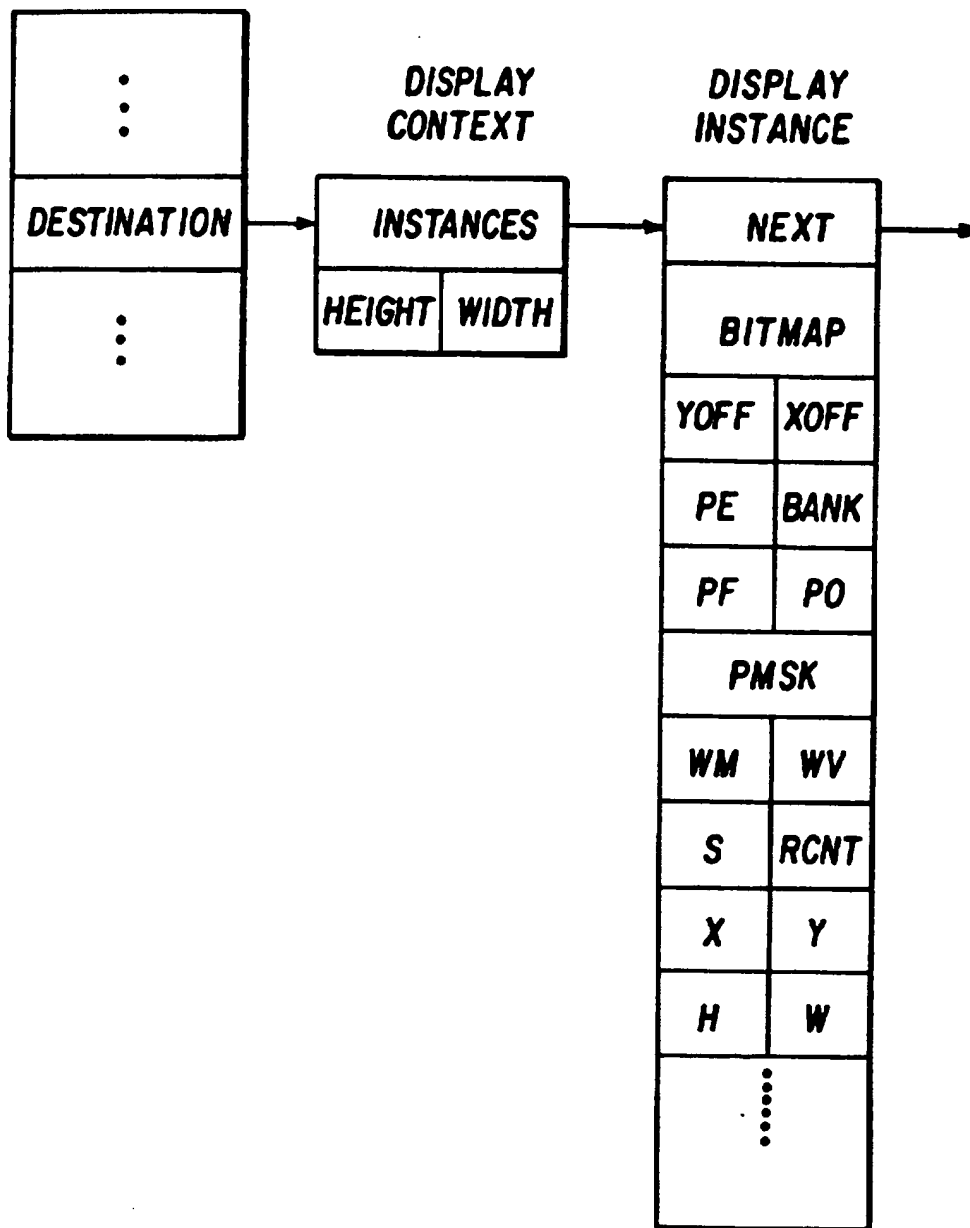 DISPLAY
CONTEXT
DISPLAY
INSTANCE
DESTINATION
INSTANCES
HEIGHT WIDTH
NEXT
BITMAP
YOFF XOFF
PE BANK
PF PO
PMSK
WM WV
S RCNT
X Y
H W